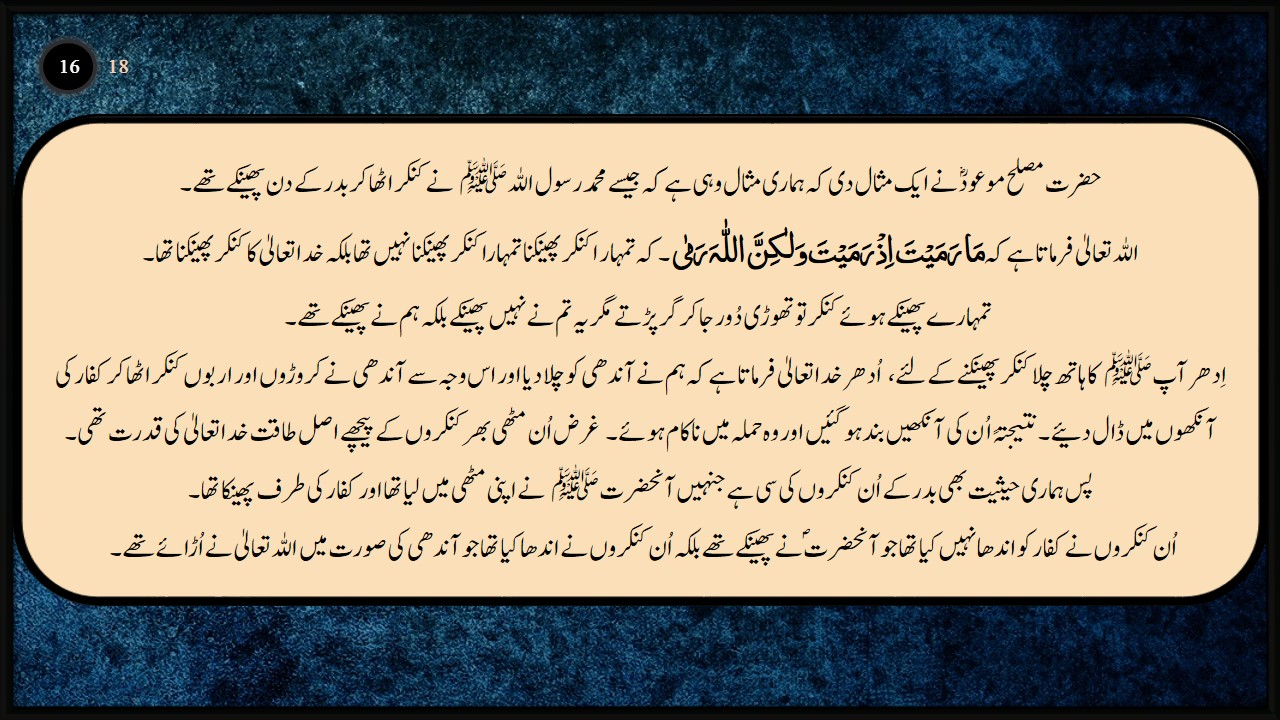 16 18
حضرت مصلح موعودؓ نے ایک مثال دی کہ ہماری مثال وہی ہے کہ جیسے محمد رسول اللہ ﷺ نے کنکر اٹھا کر بدر کے دن پھینکے تھے۔
اللہ تعالیٰ فرماتا ہے کہ مَا رَمَیْتَ اِذْ رَمَیْتَ وَلٰکِنَّ اللّٰہَ رَمٰی۔ کہ تمہارا کنکر پھینکنا تمہارا کنکر پھینکنا نہیں تھا بلکہ خدا تعالیٰ کا کنکر پھینکنا تھا۔
تمہارے پھینکے ہوئے کنکر تو تھوڑی دُور جا کر گر پڑتے مگر یہ تم نے نہیں پھینکے بلکہ ہم نے پھینکے تھے۔
اِدھر آپ ﷺ کا ہاتھ چلا کنکر پھینکنے کے لئے، اُدھر خدا تعالیٰ فرماتا ہے کہ ہم نے آندھی کو چلا دیا اور اس وجہ سے آندھی نے کروڑوں اور اربوں کنکر اٹھا کر کفار کی
آنکھوں میں ڈال دیئے۔ نتیجتہً اُن کی آنکھیں بند ہو گئیں اور وہ حملہ میں ناکام ہوئے۔ غرض اُن مٹھی بھر کنکروں کے پیچھے اصل طاقت خدا تعالیٰ کی قدرت تھی۔
پس ہماری حیثیت بھی بدر کے اُن کنکروں کی سی ہے جنہیں آنحضرت ﷺ نے اپنی مٹھی میں لیا تھا اور کفار کی طرف پھینکا تھا۔
اُن کنکروں نے کفار کو اندھا نہیں کیا تھا جو آنحضرتؐ نے پھینکے تھے بلکہ اُن کنکروں نے اندھا کیا تھا جو آندھی کی صورت میں اللہ تعالیٰ نے اُڑائے تھے۔